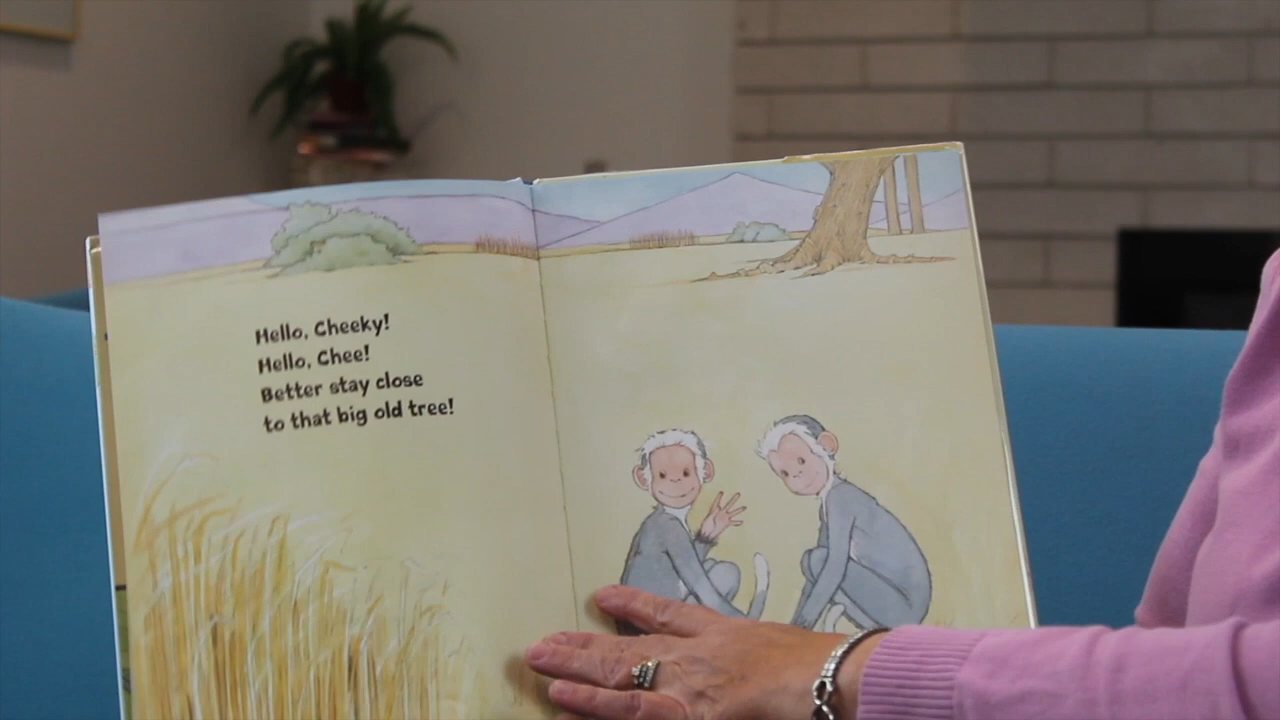 Hello, Cheeky!
Hello, Chee!
Better stay close
to that big old tree!